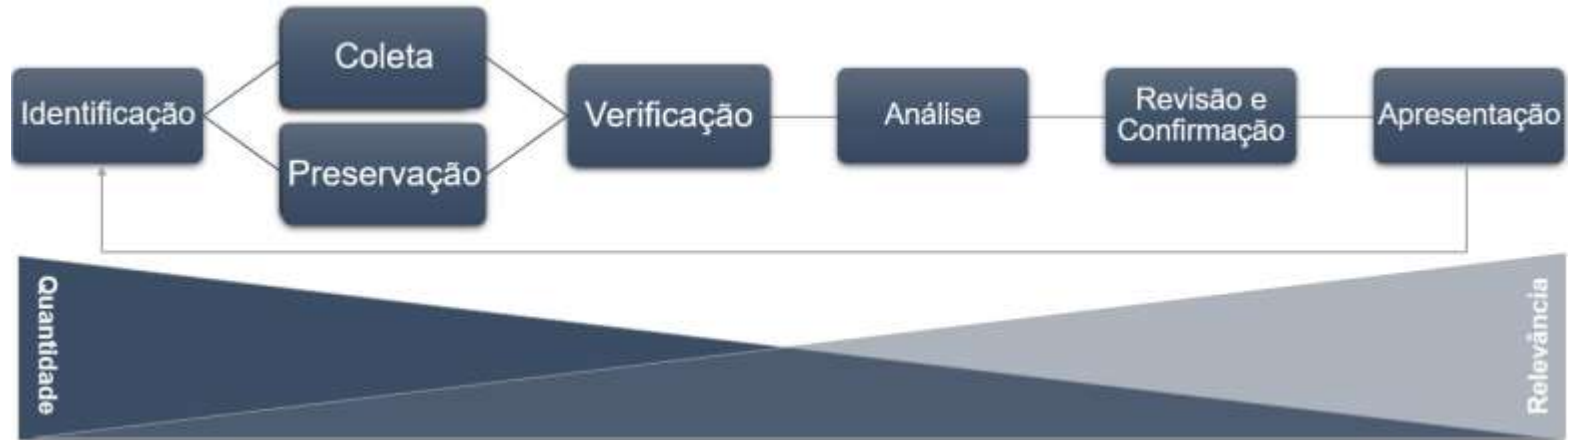 Identificação
Coleta
Preservação
Verificação
Análise
Revisão e
Confirmação
Apresentação
Quantidade
Relevância